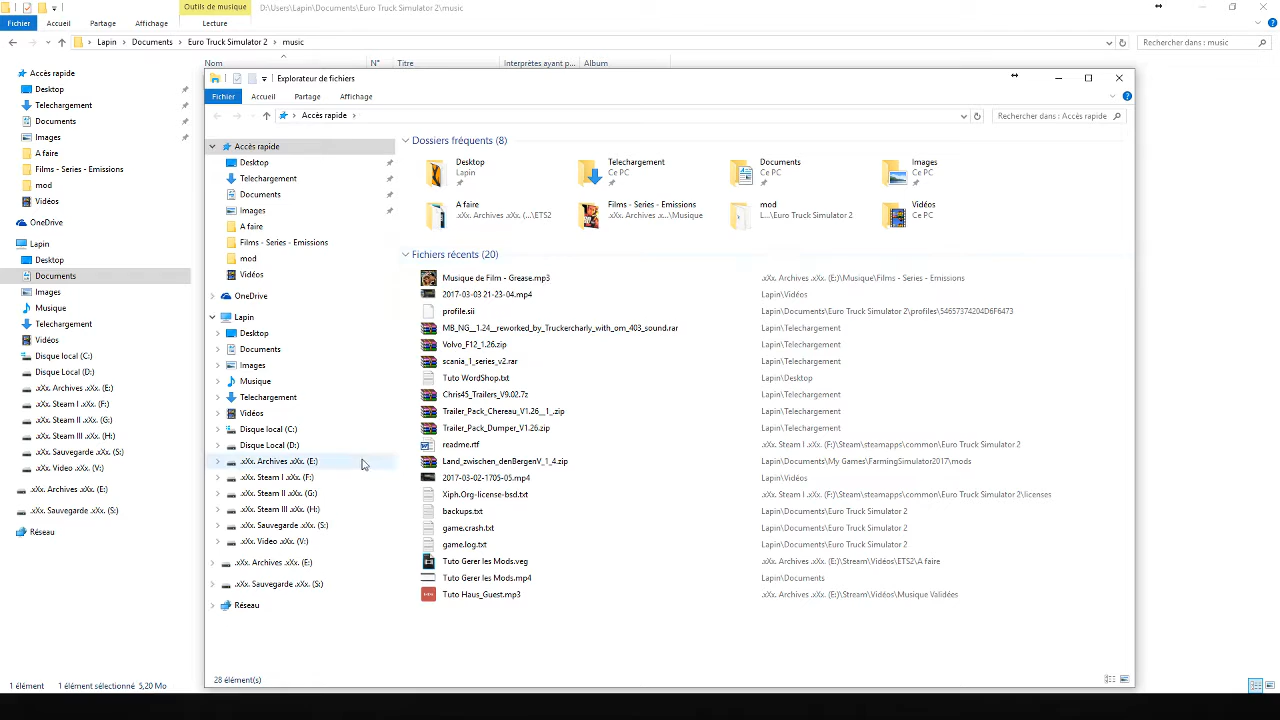 Outils de musique
D:\Users\Lapin\Documents\Euro Truck Simulator 2\music
Fichier Accueil Partage Affichage Lecture
Lapin Documents Euro Truck Simulator 2 music
Rechercher dans : music
Nom N° Titre Interprètes ayant p... Album
Accès rapide
Desktop
Telechargement
Documents
Images
A faire
Films - Series - Emissions
mod
Vidéos
OneDrive
Lapin
Desktop
Documents
Images
Musique
Telechargement
Vidéos
Disque local (C:)
Disque Local (D:)
.xXx. Archives .xXx. (E:)
.xXx. Steam I .xXx. (F:)
.xXx. Steam II .xXx. (G:)
.xXx. Steam III .xXx. (H:)
.xXx. Sauvegarde .xXx. (S:)
.xXx. Video .xXx. (V:)
.xXx. Archives .xXx. (E:)
.xXx. Sauvegarde .xXx. (S:)
Réseau
1 élément 1 élément sélectionné 5,20 Mo
Explorateur de fichiers
Fichier Accueil Partage Affichage
Accès rapide
Rechercher dans : Accès rapide
Accès rapide
Desktop
Telechargement
Documents
Images
A faire
Films - Series - Emissions
mod
Vidéos
OneDrive
Lapin
Desktop
Documents
Images
Musique
Telechargement
Vidéos
Disque local (C:)
Disque Local (D:)
.xXx. Archives .xXx. (E:)
.xXx. Steam I .xXx. (F:)
.xXx. Steam II .xXx. (G:)
.xXx. Steam III .xXx. (H:)
.xXx. Sauvegarde .xXx. (S:)
.xXx. Video .xXx. (V:)
.xXx. Archives .xXx. (E:)
.xXx. Sauvegarde .xXx. (S:)
Réseau
28 élément(s)
Dossiers fréquents (8)
Desktop
Lapin
Telechargement
Ce PC
Documents
Ce PC
Images
Ce PC
A faire
.xXx. Archives .xXx. (...\ETS2
Films - Series - Emissions
.xXx. Archives .x...\Musique
mod
L...\Euro Truck Simulator 2
Vidéos
Ce PC
Fichiers récents (20)
Musique de Film - Grease.mp3 .xXx. Archives .xXx. (E:)\Musique\Films - Series - Emissions
2017-03-03 21-23-04.mp4 Lapin\Vidéos
profile.sii Lapin\Documents\Euro Truck Simulator 2\profiles\54657374204D6F6473
MB_NG__1.24__reworked_by_Truckercharly_with_om_403_sound.rar Lapin\Telechargement
Volvo_F12_1.26.zip Lapin\Telechargement
scania_1_series_v2.rar Lapin\Telechargement
Tuto WordShop.txt Lapin\Desktop
Chris45_Trailers_V9.02.7z Lapin\Telechargement
Trailer_Pack_Chereau_V1.26__1_.zip Lapin\Telechargement
Trailer_Pack_Dumper_V1.26.zip Lapin\Telechargement
readme.rtf .xXx. Steam I .xXx. (F:)\Steam\steamapps\common\Euro Truck Simulator 2
Land_zwischen_denBergenV_1_4.zip Lapin\Documents\My Games\FarmingSimulator2017\mods
2017-03-02-1705-05.mp4 Lapin\Vidéos
Xiph.Org-license-bsd.txt .xXx. Steam I .xXx. (F:)\Steam\steamapps\common\Euro Truck Simulator 2\licenses
backups.txt Lapin\Documents\Euro Truck Simulator 2
game.crash.txt Lapin\Documents\Euro Truck Simulator 2
game.log.txt Lapin\Documents\Euro Truck Simulator 2
Tuto Gerer les Mods.veg .xXx. Archives .xXx. (E:)\Stream\Vidéos\ETS2\A faire
Tuto Gerer les Mods.mp4 Lapin\Documents
Tuto Haus_Guest.mp3 .xXx. Archives .xXx. (E:)\Stream\Vidéos\Musique Validées